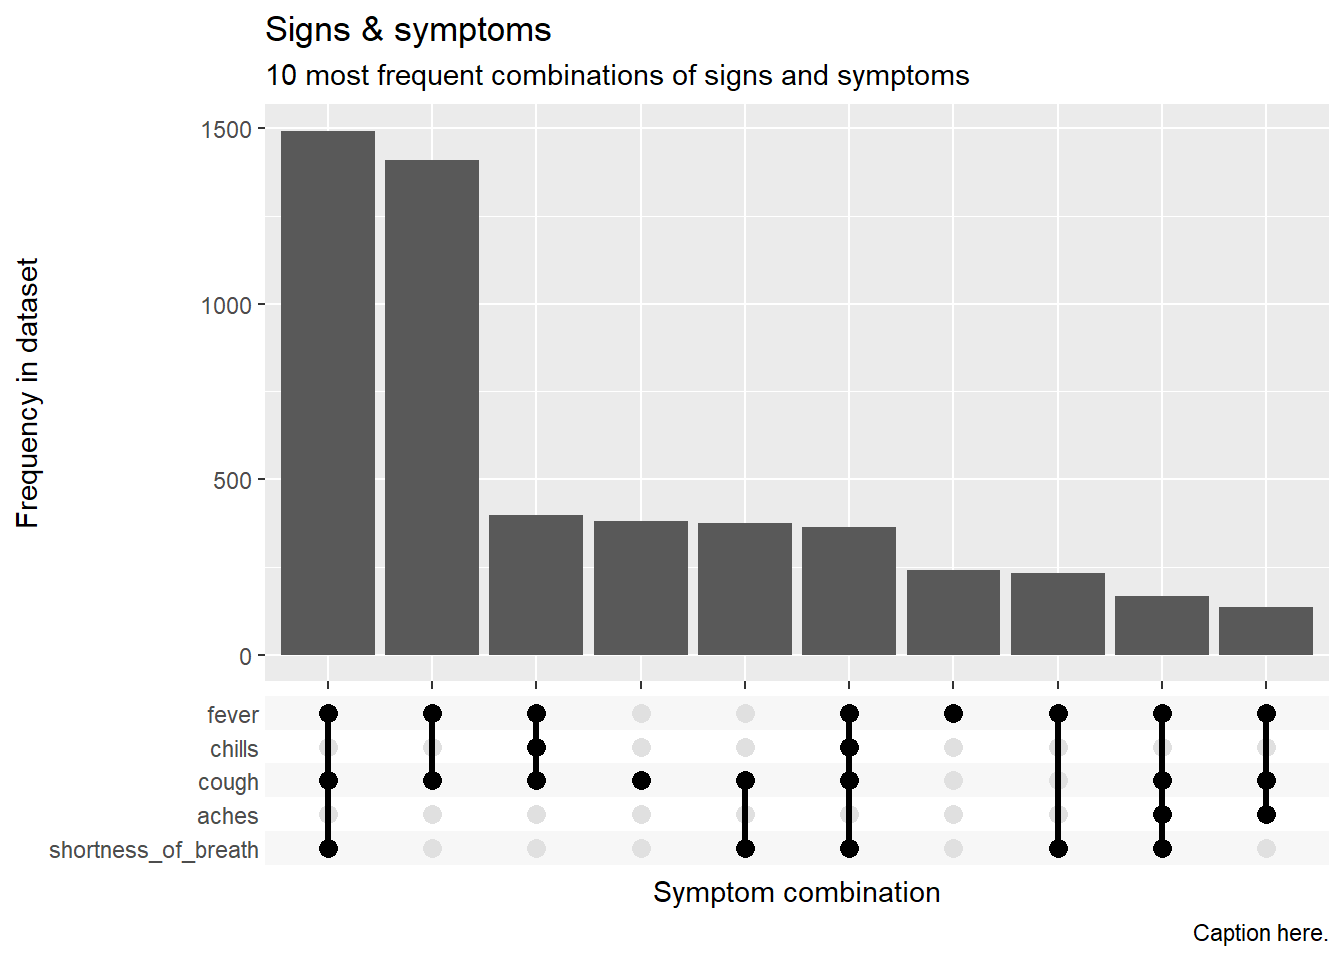 Signs & symptoms
10 most frequent combinations of signs and symptoms
Frequency in dataset
1500
1000
500
0
fever
chills
cough
aches
shortness_of_breath
Symptom combination
Caption here.